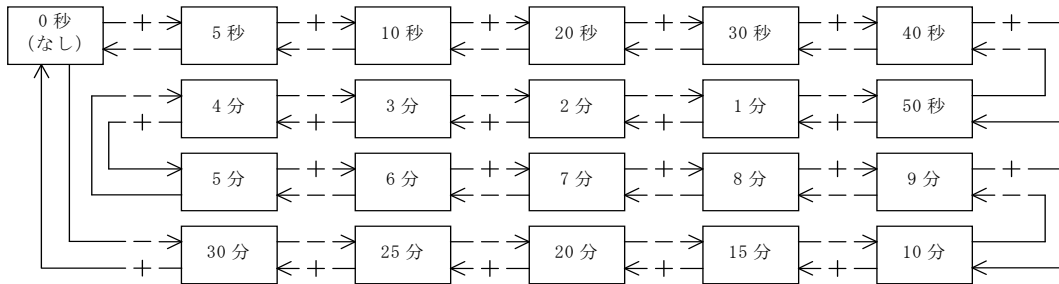 0秒
(なし)
+
5秒
+
10秒
+
20秒
+
30秒
+
40秒
+
4分
3分
2分
1分
50秒
+
+
+
+
+
5分
+
6分
+
7分
+
8分
+
9分
+
30分
25分
20分
15分
10分
+
+
+
+
+